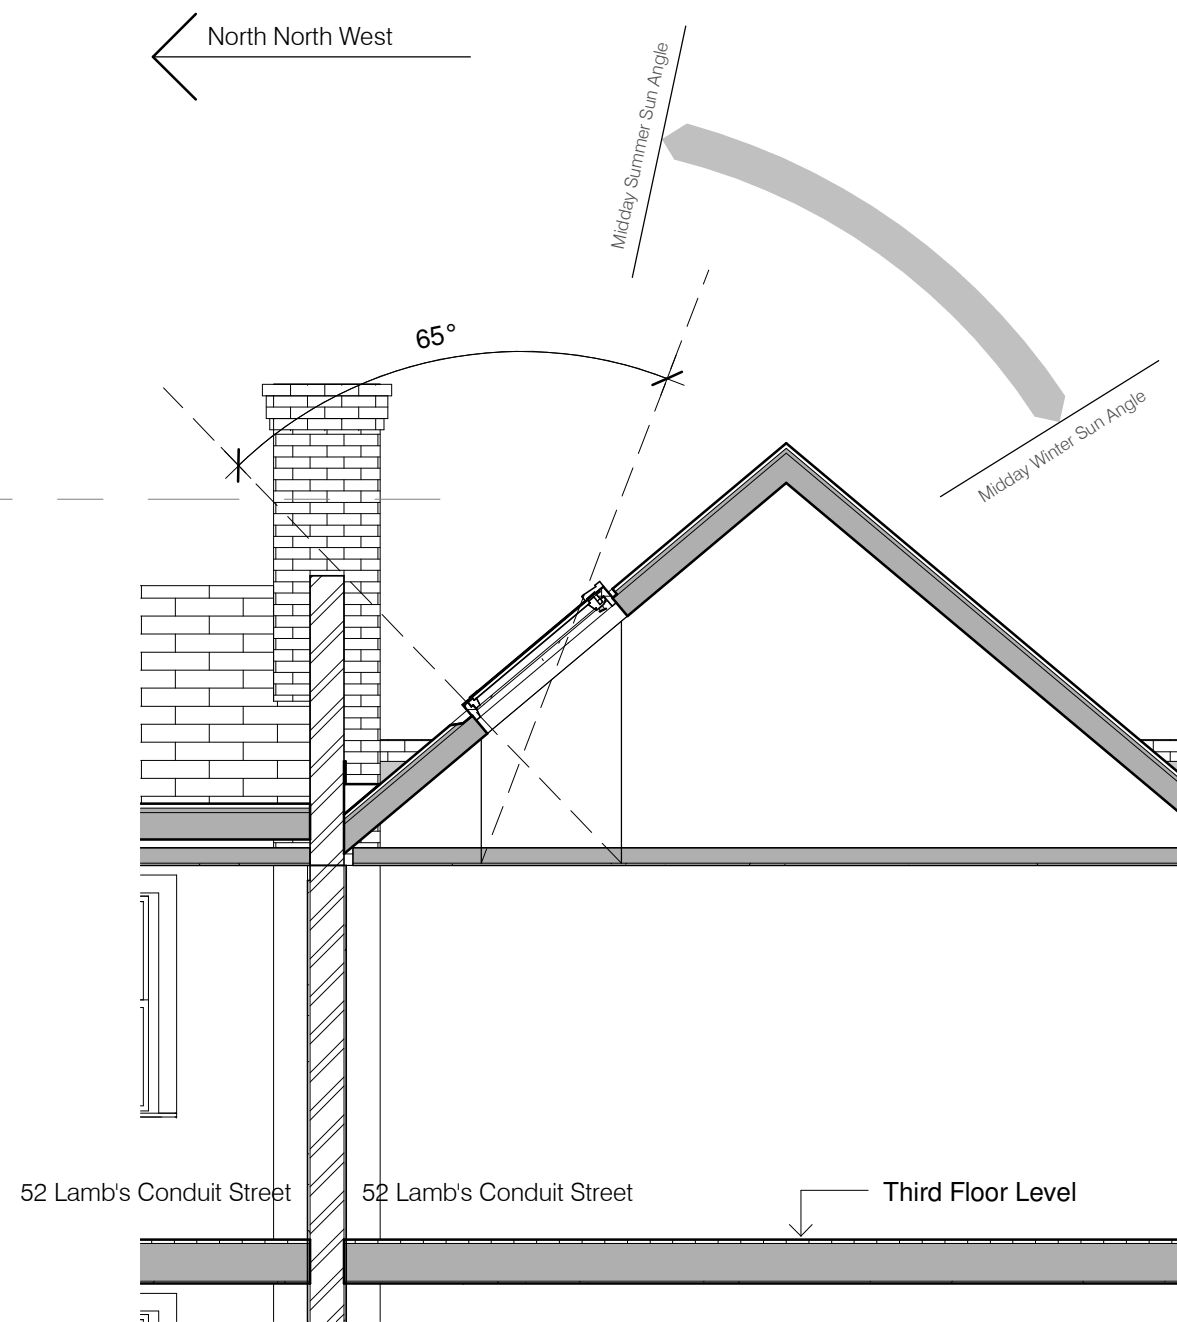 North North West
Midday Summer Sun Angle
65°
Midday Winter Sun Angle
52 Lamb's Conduit Street
52 Lamb's Conduit Street
Third Floor Level